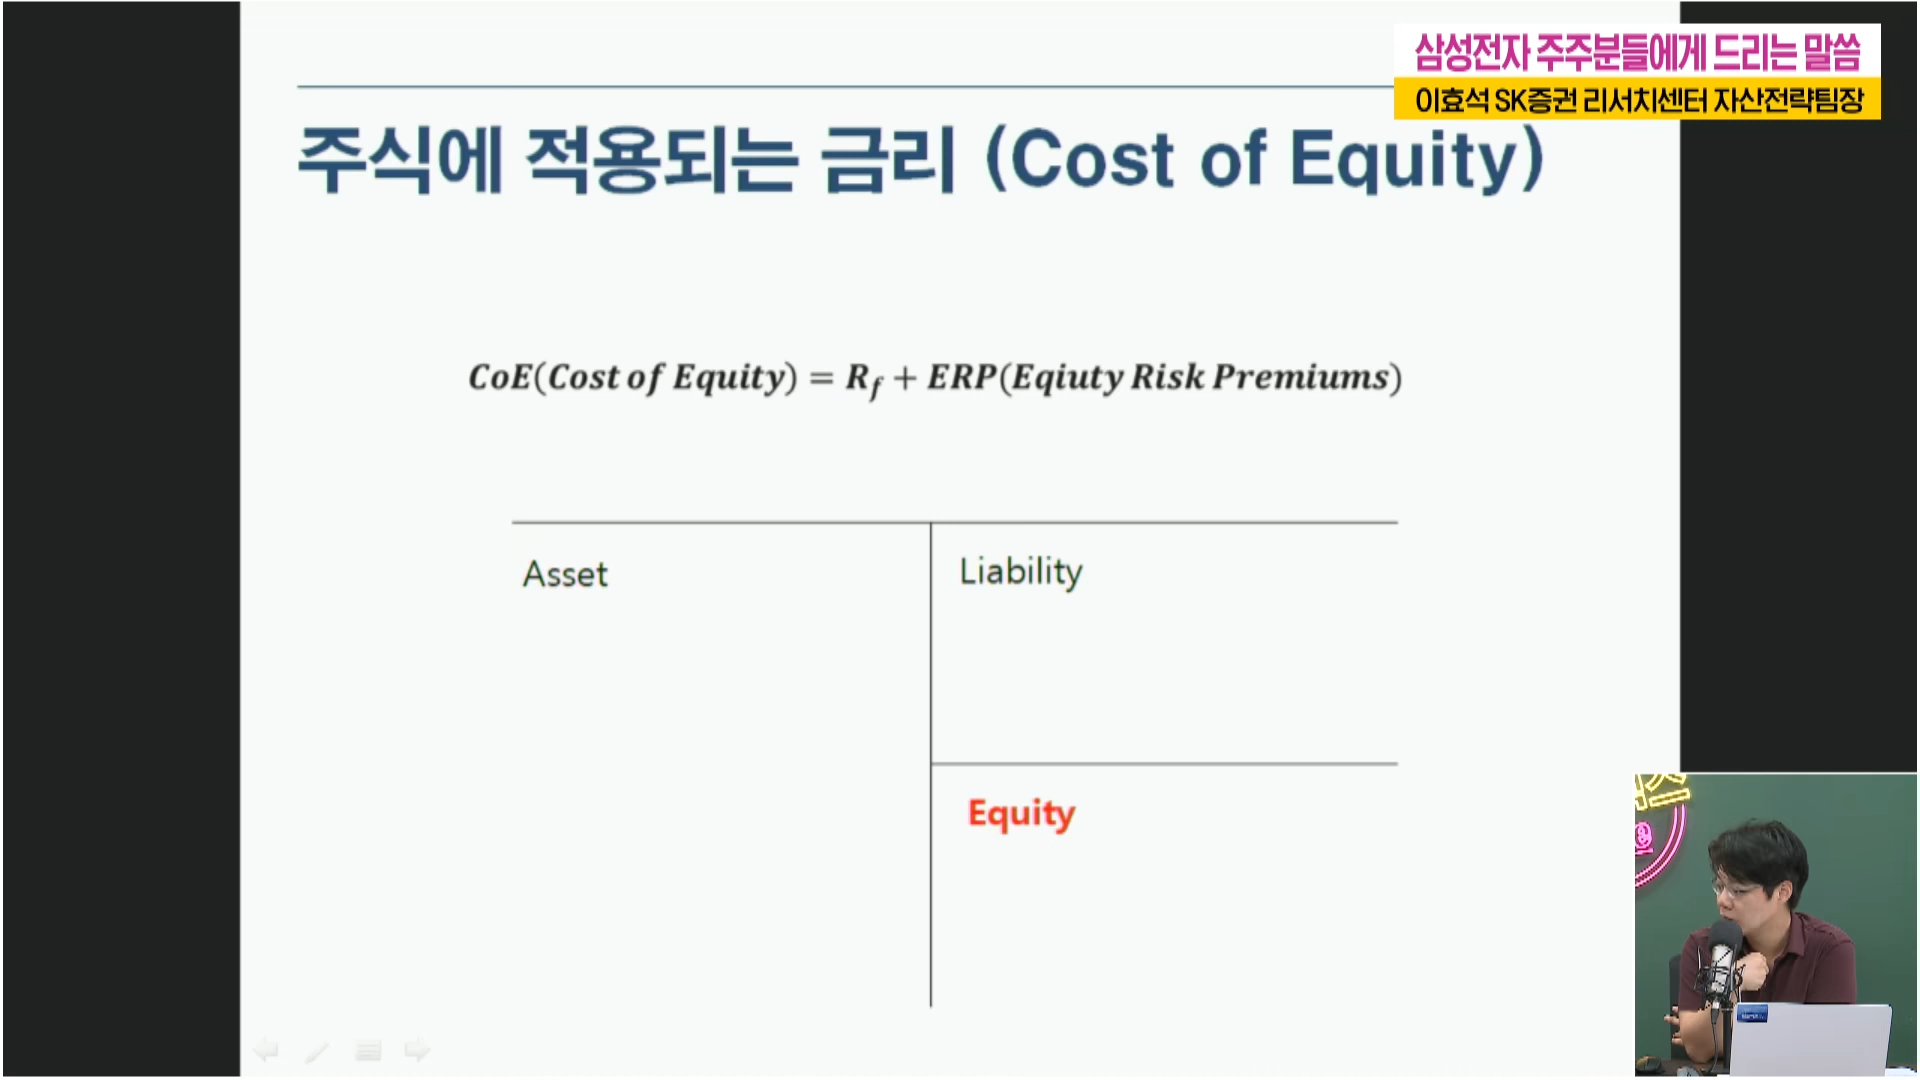 삼성전자 주주분들에게 드리는 말씀
이효석 SK증권 리서치센터 자산전략팀장
주식에 적용되는 금리 (Cost of Equity)
CoE(Cost of Equity) = R_f + ERP(Eqiuty Risk Premiums)
Asset
Liability
Equity